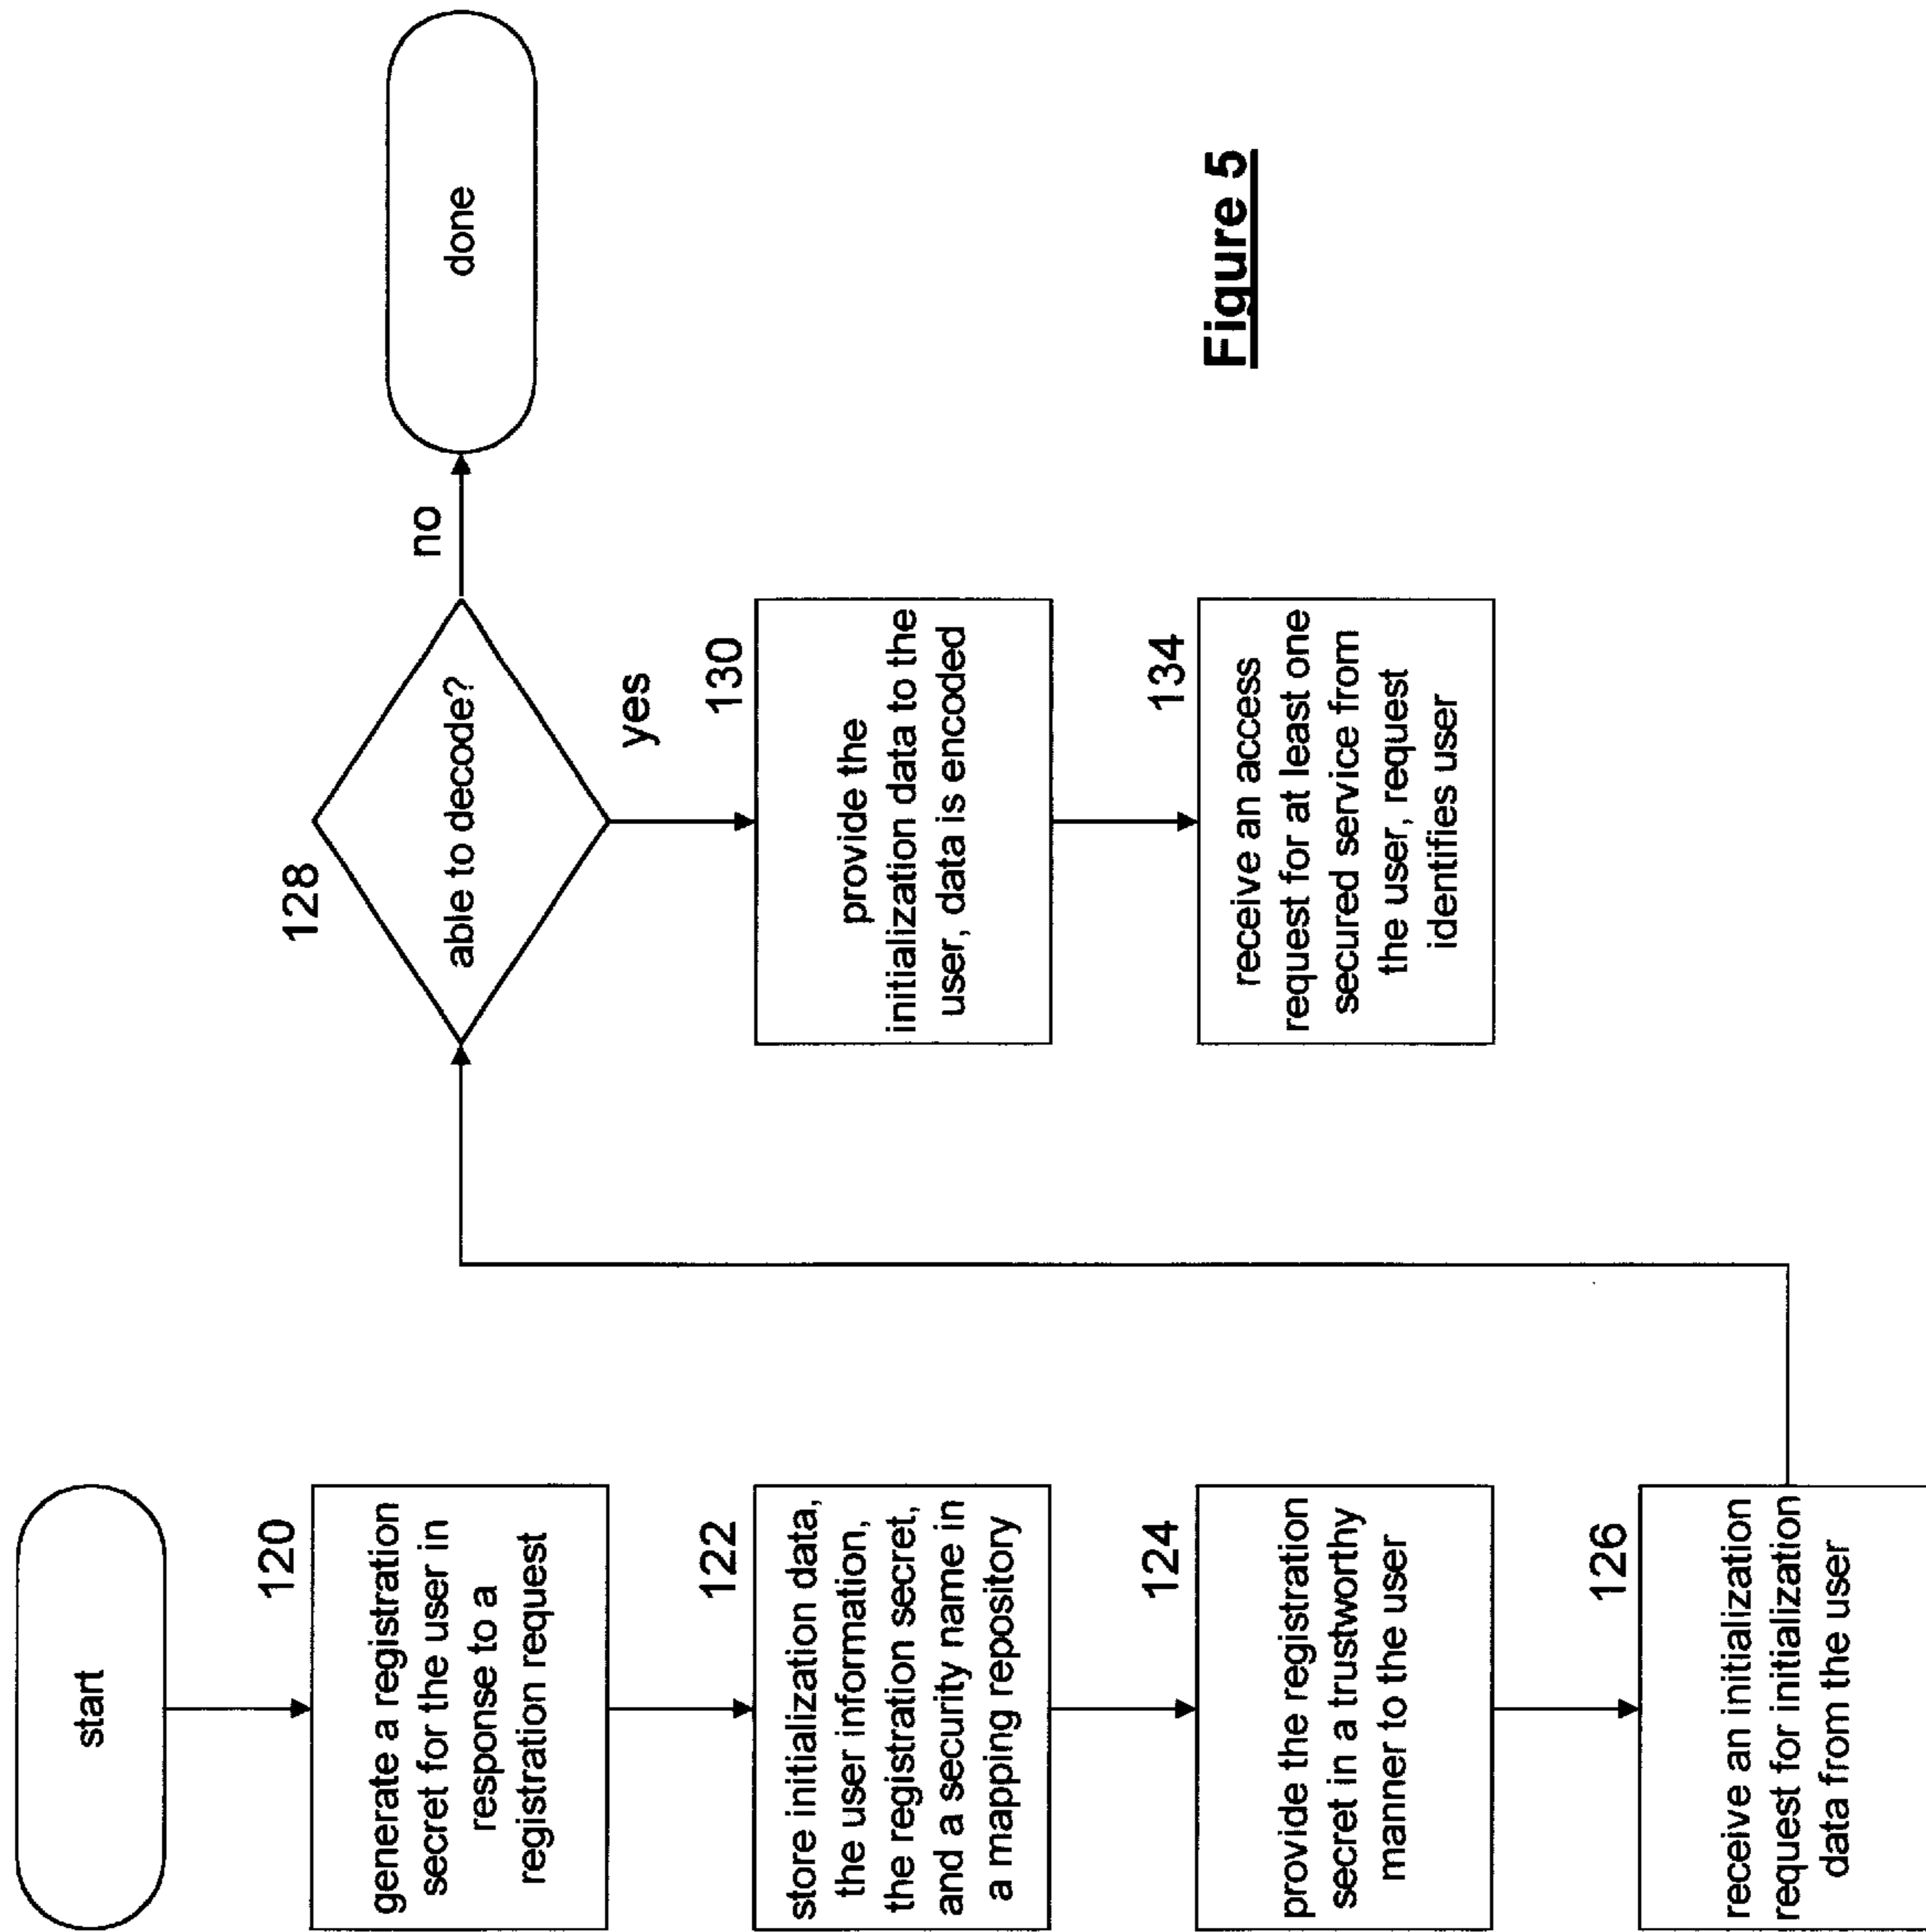 start
120
generate a registration
secret for the user in
response to a
registration request
122
store initialization data,
the user information,
the registration secret,
and a security name in
a mapping repository
124
provide the registration
secret in a trustworthy
manner to the user
126
receive an initialization
request for initialization
data from the user
128
able to decode?
no
done
yes
130
provide the
initialization data to the
user, data is encoded
134
receive an access
request for at least one
secured service from
the user, request
identifies user
Figure 5